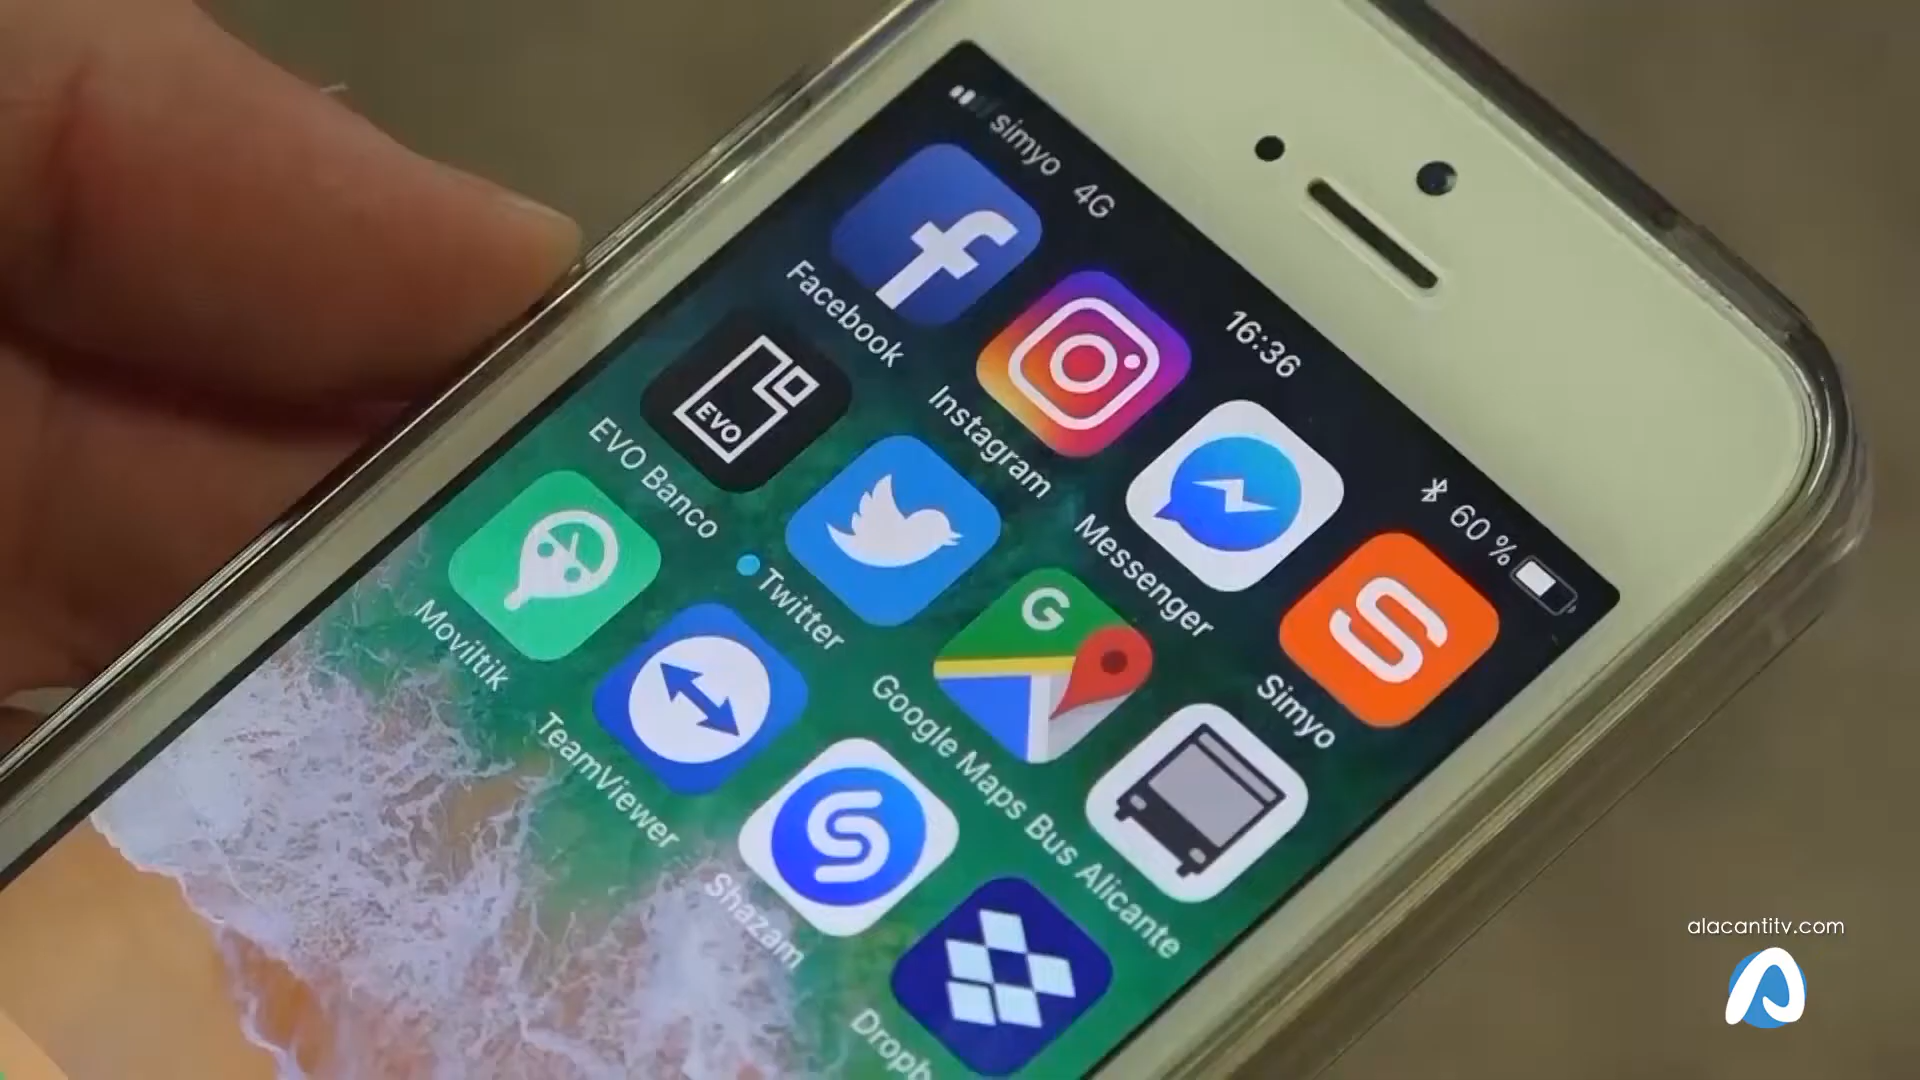 simyo 4G
16:36
60 %
Facebook
Instagram
Messenger
Simyo
EVO
EVO Banco
Twitter
G
Google Maps
Bus Alicante
Moviltik
TeamViewer
Shazam
Dropb
alacantitv.com